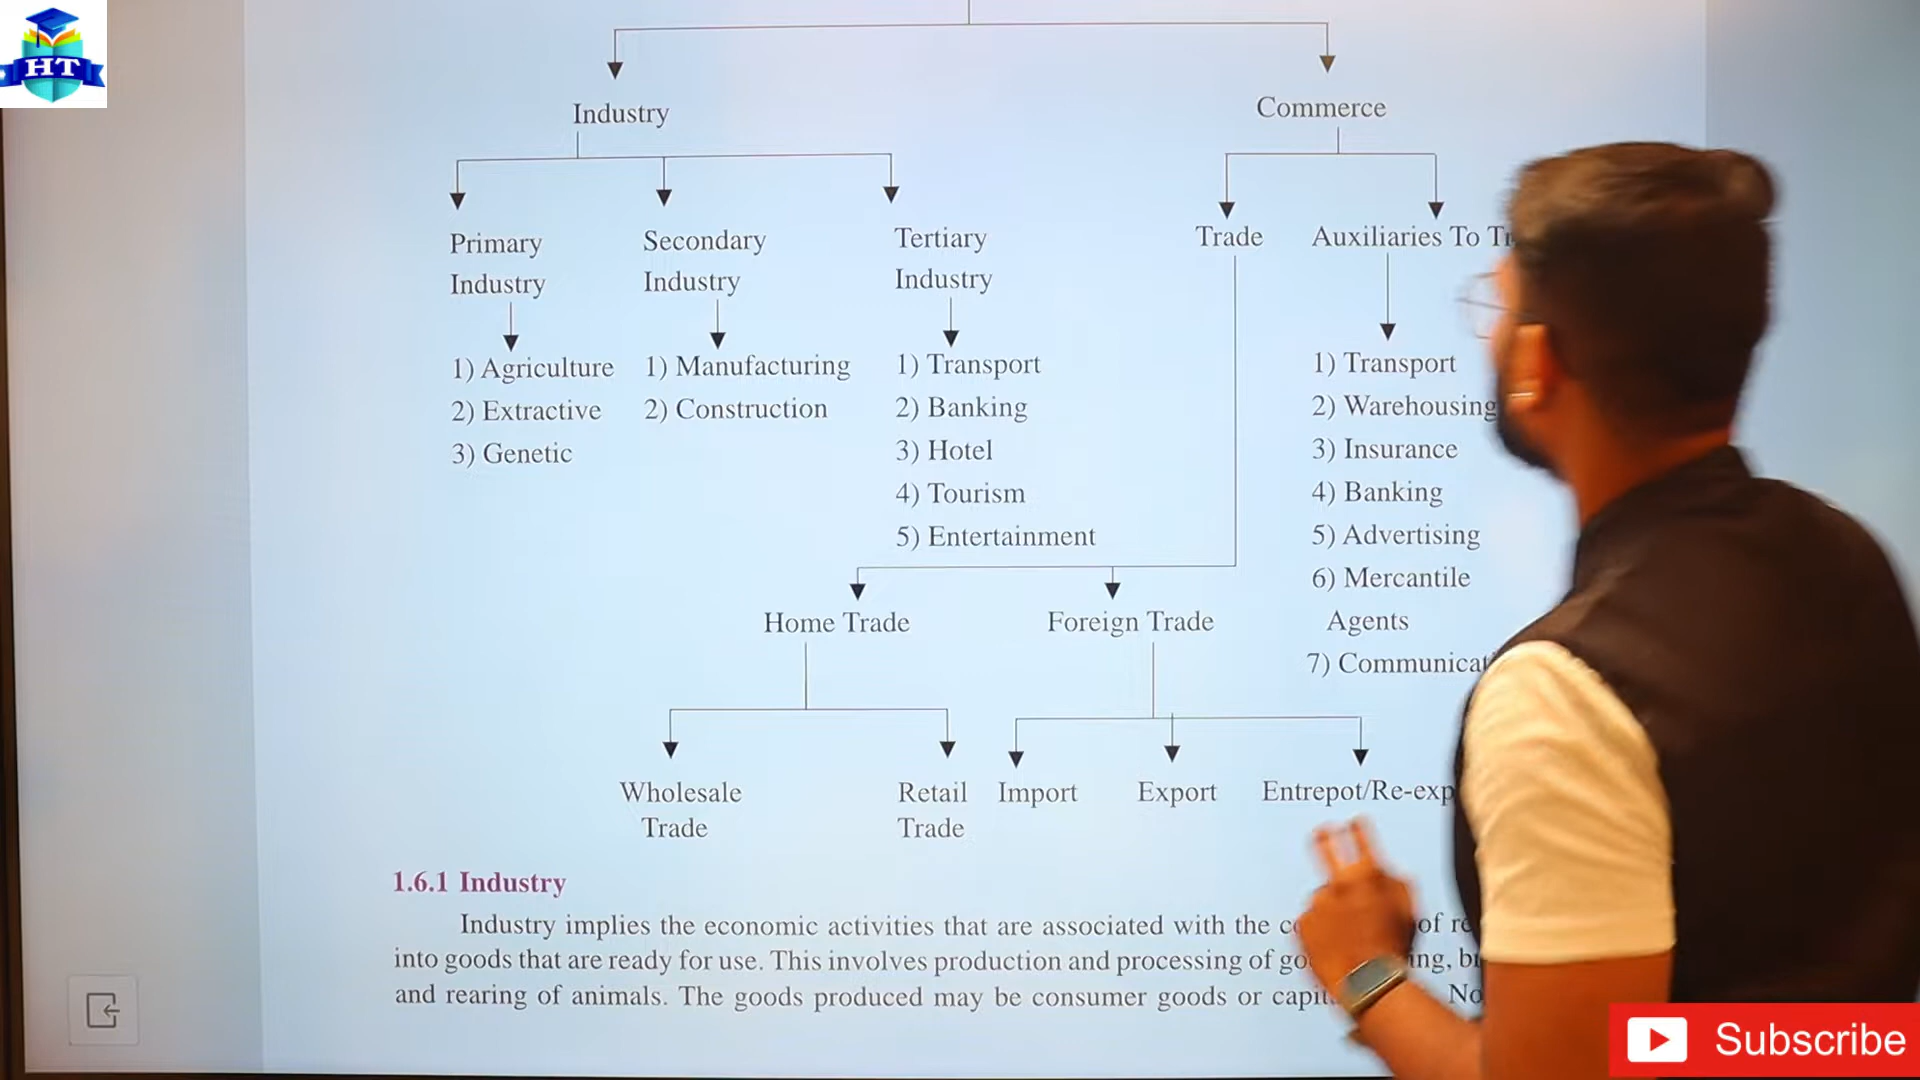 HT
Industry
Commerce
Primary
Industry
Secondary
Industry
Tertiary
Industry
Trade
Auxiliaries To
1) Agriculture
2) Extractive
3) Genetic
1) Manufacturing
2) Construction
1) Transport
2) Banking
3) Hotel
4) Tourism
5) Entertainment
1) Transport
2) Warehousing
3) Insurance
4) Banking
5) Advertising
6) Mercantile
Agents
7)
Home Trade
Foreign Trade
Wholesale
Trade
Retail
Trade
Import
Export
1.6.1 Industry
Industry implies the economic activities that are associated with the of
into goods that are ready for use. This involves production and processing of
and rearing of animals. The goods produced may be consumer goods or
Subscribe